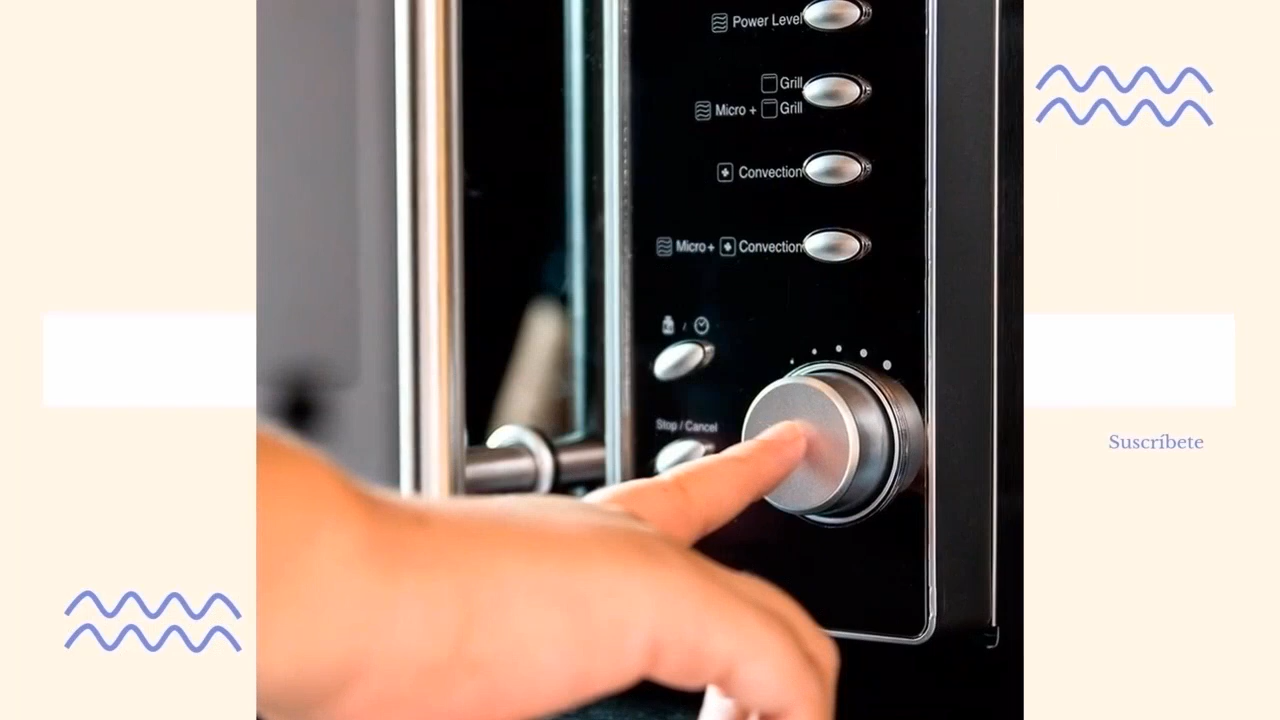 Power Level
Grill
Micro + Grill
Convection
Micro + Convection
Stop / Cancel
Suscríbete